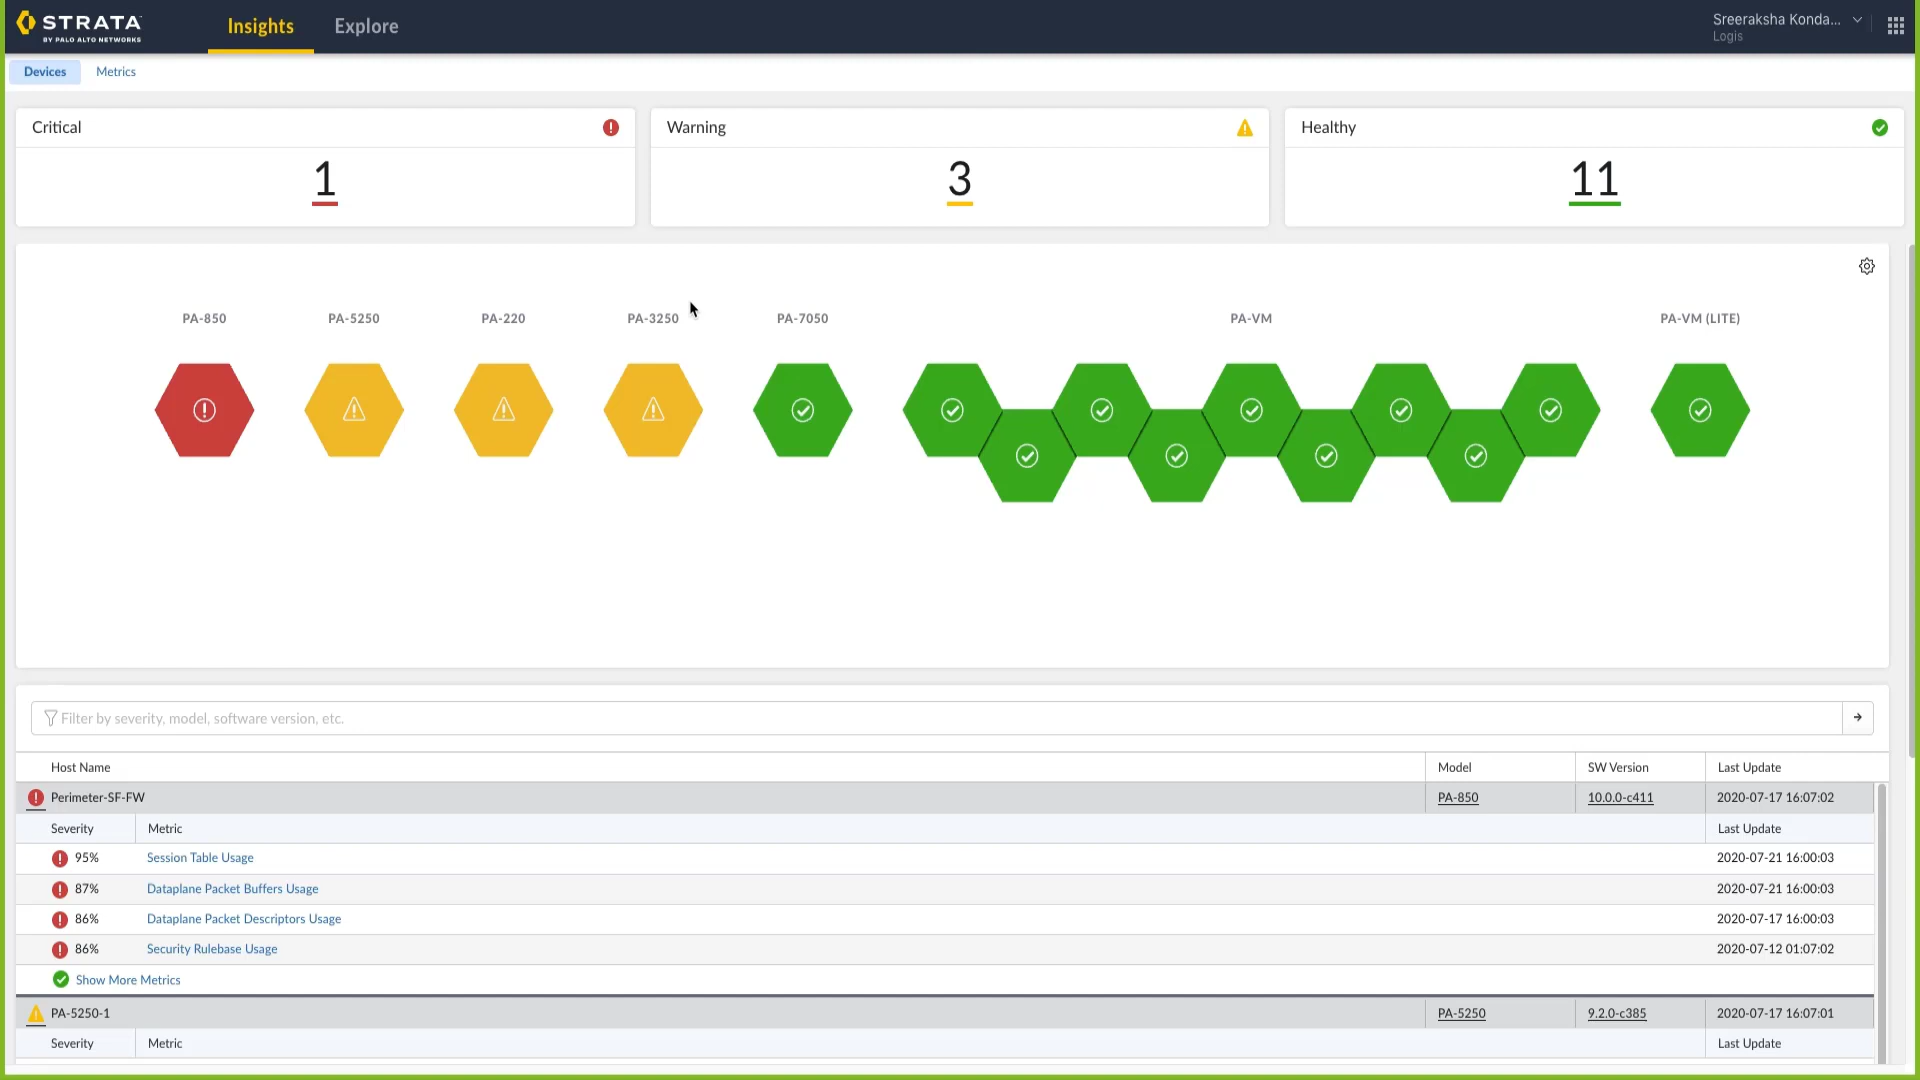 STRATA
BY PALO ALTO NETWORKS
Insights
Explore
Sreeraksha Konda...
Logis
Devices
Metrics
Critical
1
Warning
3
Healthy
11
PA-850
PA-5250
PA-220
PA-3250
PA-7050
PA-VM
PA-VM (LITE)
Filter by severity, model, software version, etc.
Host Name
Model
SW Version
Last Update
Perimeter-SF-FW
PA-850
10.0.0-c411
2020-07-17 16:07:02
Severity
Metric
Last Update
95%
Session Table Usage
2020-07-21 16:00:03
87%
Dataplane Packet Buffers Usage
2020-07-21 16:00:03
86%
Dataplane Packet Descriptors Usage
2020-07-17 16:00:03
86%
Security Rulebase Usage
2020-07-12 01:07:02
Show More Metrics
PA-5250-1
PA-5250
9.2.0-c385
2020-07-17 16:07:01
Severity
Metric
Last Update